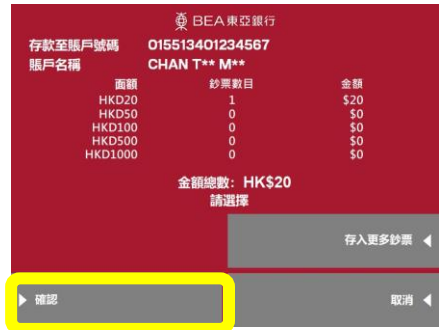 BEA東亞銀行
存款至賬戶號碼 015513401234567
賬戶名稱 CHAN T** M**
面額 鈔票數目 金額
HKD20 1 $20
HKD50 0 $0
HKD100 0 $0
HKD500 0 $0
HKD1000 0 $0
金額總數: HK$20
請選擇
存入更多鈔票
確認 取消